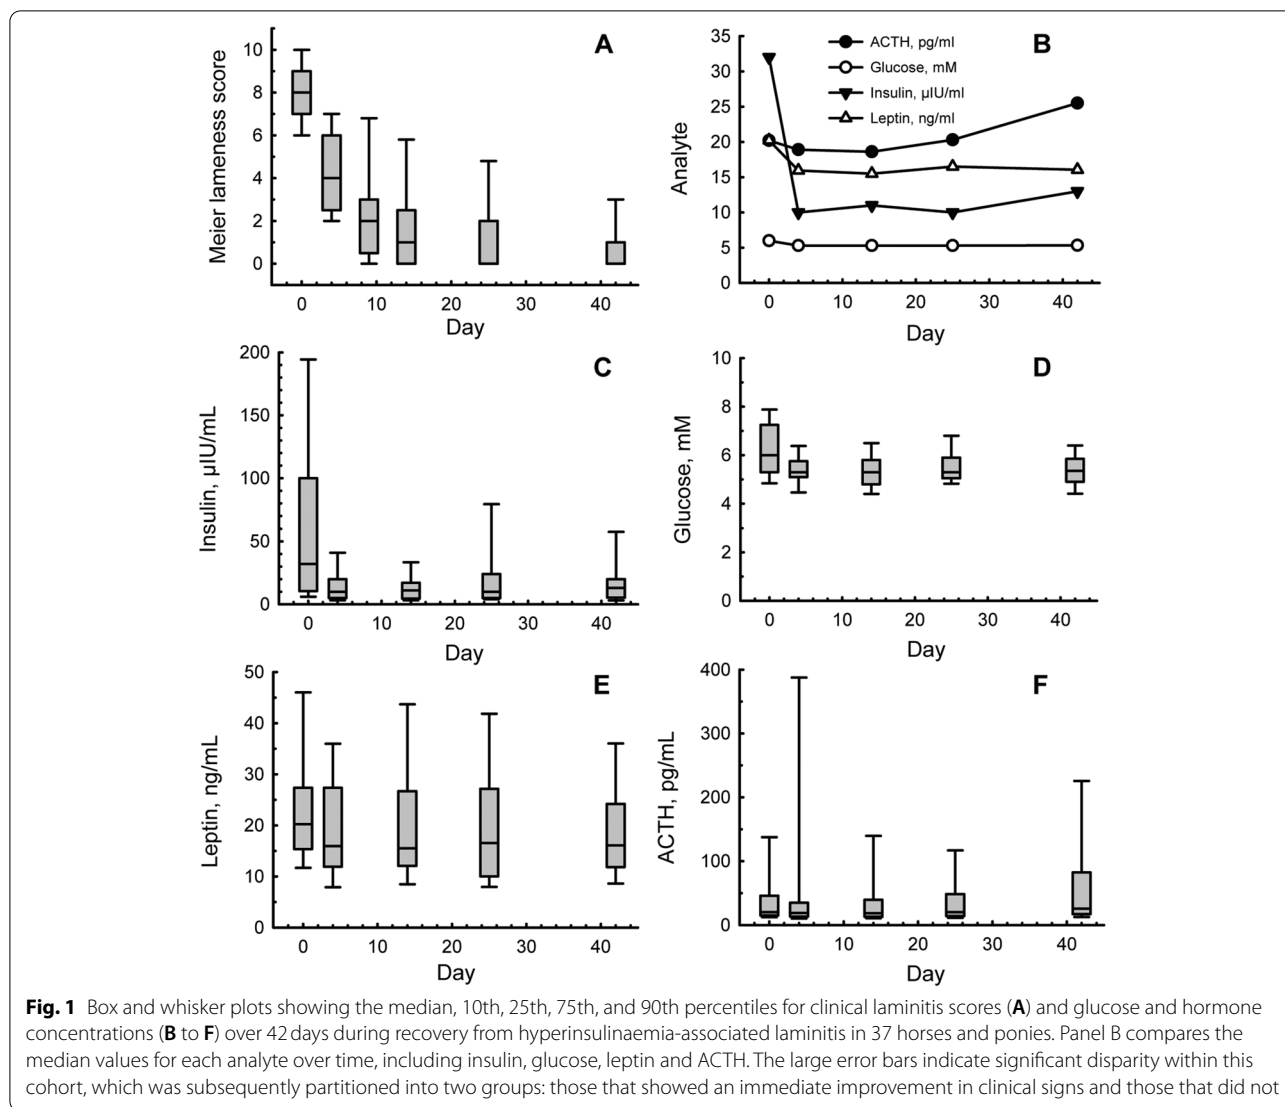 A
Meier lameness score
10
8
6
4
2
0
0 10 20 30 40
Day
B
ACTH, pg/ml
Glucose, mM
Insulin, µIU/ml
Leptin, ng/ml
Analyte
35
30
25
20
15
10
5
0
0 10 20 30 40
Day
C
Insulin, µIU/mL
200
150
100
50
0
0 10 20 30 40
Day
D
Glucose, mM
10
8
6
4
2
0
0 10 20 30 40
Day
E
Leptin, ng/mL
50
40
30
20
10
0
0 10 20 30 40
Day
F
ACTH, pg/mL
400
300
200
100
0
0 10 20 30 40
Day
Fig. 1 Box and whisker plots showing the median, 10th, 25th, 75th, and 90th percentiles for clinical laminitis scores (A) and glucose and hormone
concentrations (B to F) over 42 days during recovery from hyperinsulinaemia-associated laminitis in 37 horses and ponies. Panel B compares the
median values for each analyte over time, including insulin, glucose, leptin and ACTH. The large error bars indicate significant disparity within this
cohort, which was subsequently partitioned into two groups: those that showed an immediate improvement in clinical signs and those that did not